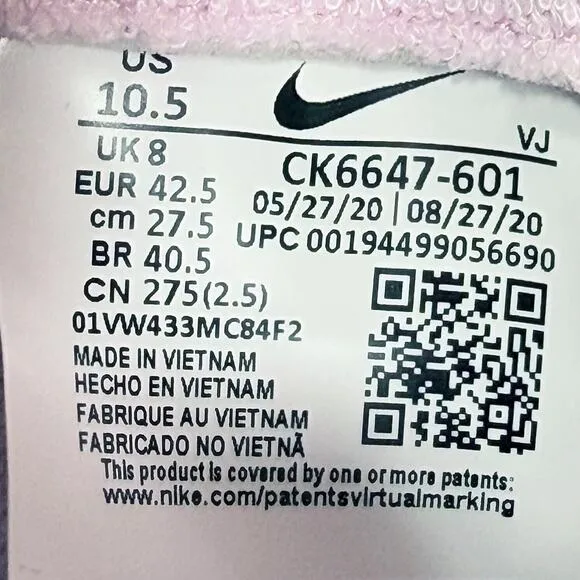 US
10.5
VJ
UK 8
CK6647-601
EUR 42.5
05/27/20 | 08/27/20
cm 27.5
UPC 00194499056690
BR 40.5
CN 275(2.5)
01VW433MC84F2
MADE IN VIETNAM
HECHO EN VIETNAM
FABRIQUE AU VIETNAM
FABRICADO NO VIETNÃ
This product is covered by one or more patents:
www.nike.com/patentsvirtualmarking